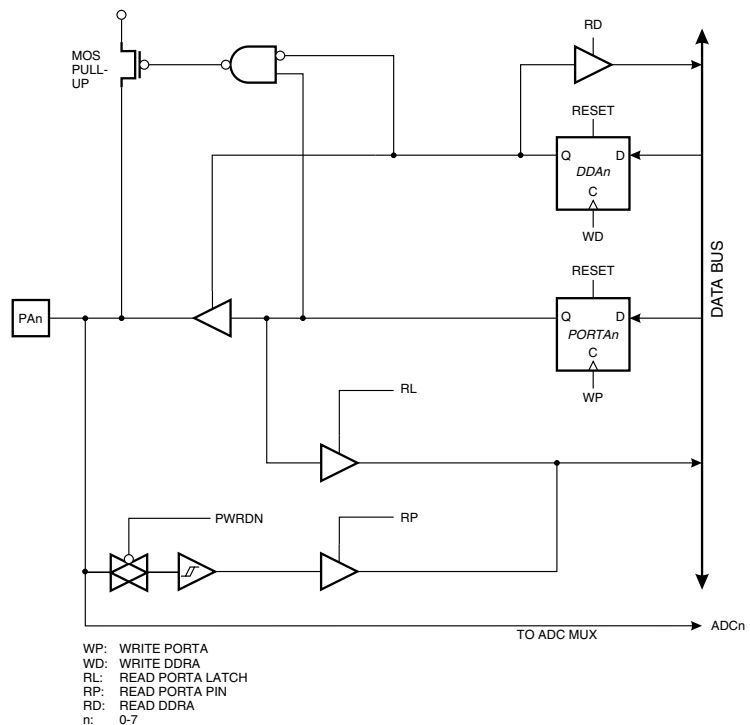 RD
MOS
PULL-
UP
RESET
Q D
DDAn
C
WD
DATA BUS
RESET
PAn
Q D
PORTAn
C
WP
RL
PWRDN
RP
TO ADC MUX
ADCn
WP: WRITE PORTA
WD: WRITE DDRA
RL: READ PORTA LATCH
RP: READ PORTA PIN
RD: READ DDRA
n: 0-7